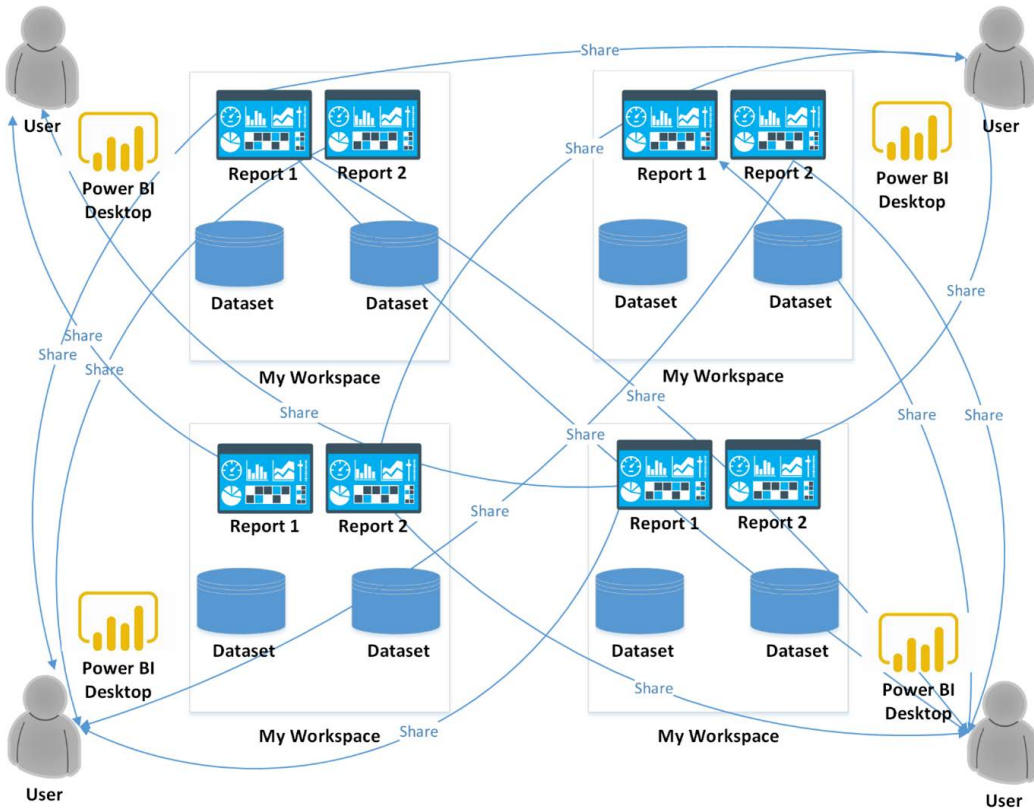 Share
User
User
Share
Power BI
Desktop
Report 1
Report 2
Report 1
Report 2
Power BI
Desktop
Dataset
Dataset
Dataset
Dataset
Share
Share
Share
Share
My Workspace
My Workspace
Share
Share
Share
Share
Share
Report 1
Report 2
Share
Report 1
Report 2
Dataset
Dataset
Dataset
Dataset
Power BI
Desktop
Share
Power BI
Desktop
Share
My Workspace
My Workspace
User
User